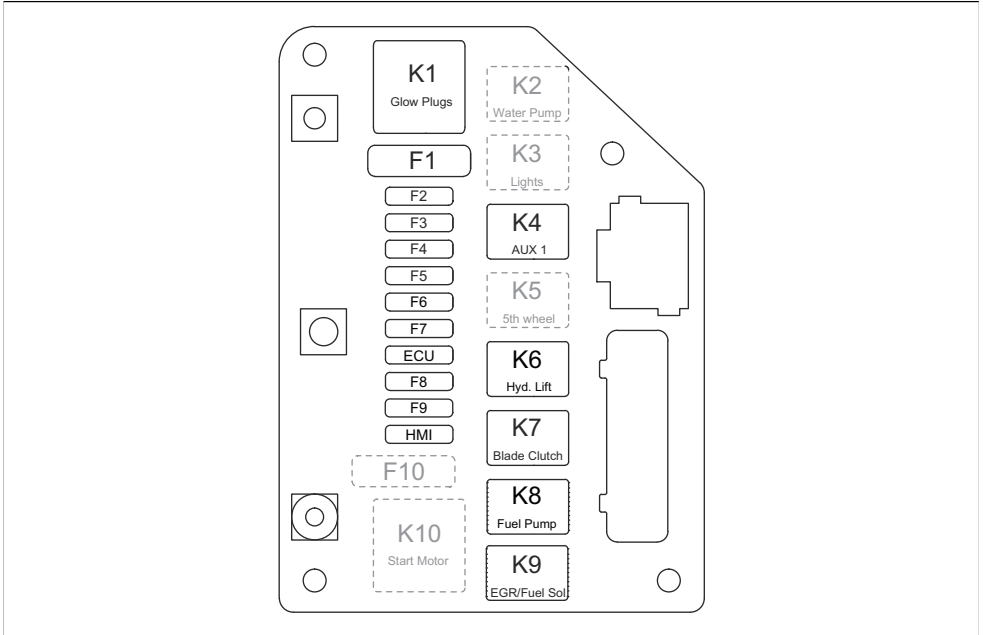 K1
Glow Plugs
F1
F2
F3
F4
F5
F6
F7
ECU
F8
F9
HMI
F10
K10
Start Motor
K2
Water Pump
K3
Lights
K4
AUX 1
K5
5th wheel
K6
Hyd. Lift
K7
Blade Clutch
K8
Fuel Pump
K9
EGR/Fuel Sol.